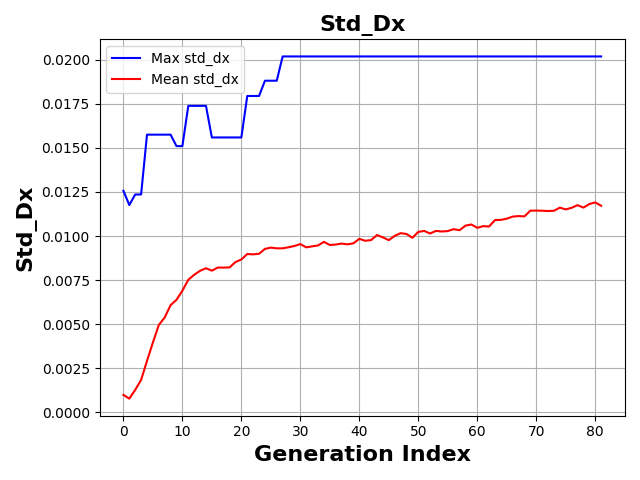 Std_Dx
Max std_dx
Mean std_dx
0.0200
0.0175
0.0150
0.0125
0.0100
0.0075
0.0050
0.0025
0.0000
Std_Dx
0 10 20 30 40 50 60 70 80
Generation Index